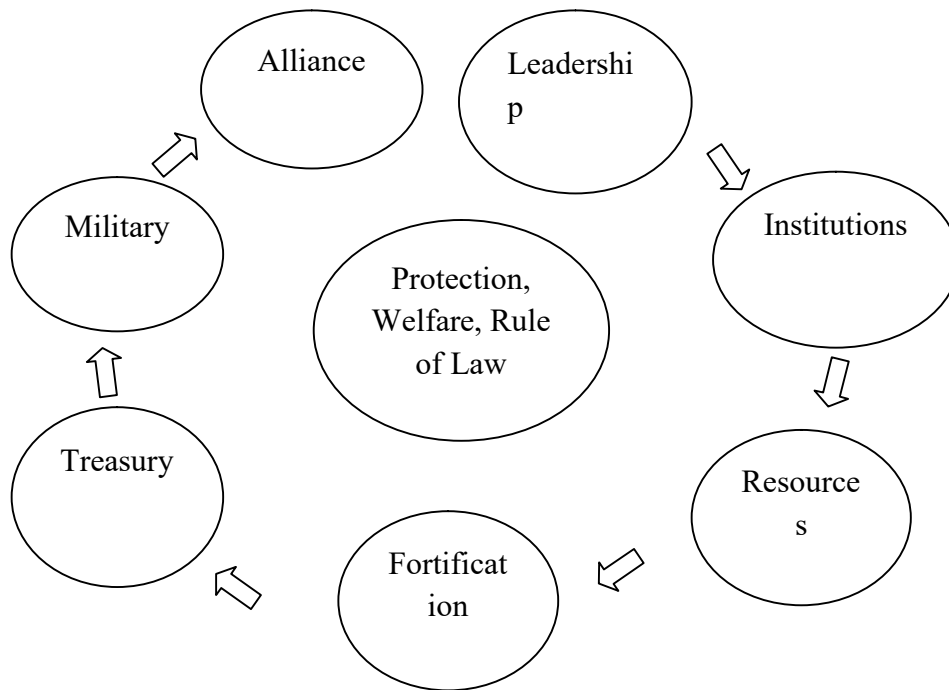 Alliance
Leadershi
p
Institutions
Military
Protection,
Welfare, Rule
of Law
Treasury
Resource
s
Fortificat
ion